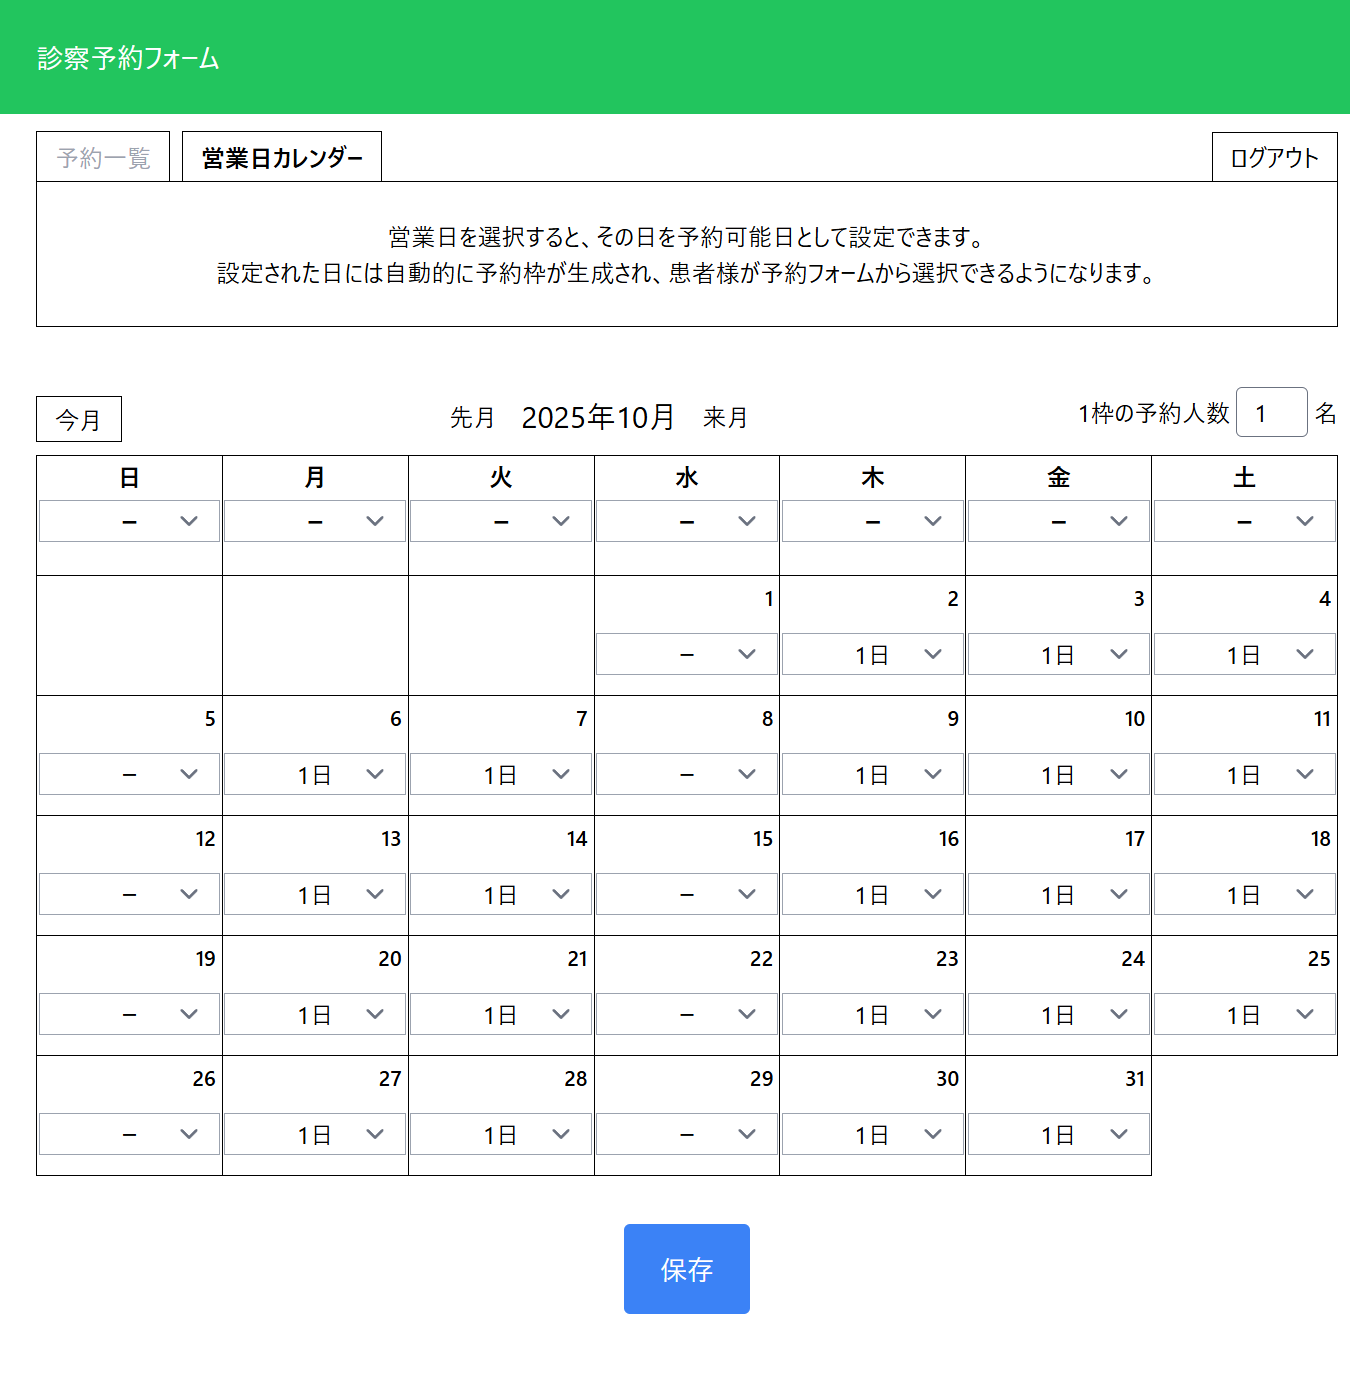 診察予約フォーム
予約一覧 営業日カレンダー ログアウト
営業日を選択すると、その日を予約可能日として設定できます。
設定された日には自動的に予約枠が生成され、患者様が予約フォームから選択できるようになります。
今月 先月 2025年10月 来月 1枠の予約人数 1 名
日 月 火 水 木 金 土
– – – – – – –
1 2 3 4
– 1日 1日 1日
5 6 7 8 9 10 11
– 1日 1日 – 1日 1日 1日
12 13 14 15 16 17 18
– 1日 1日 – 1日 1日 1日
19 20 21 22 23 24 25
– 1日 1日 – 1日 1日 1日
26 27 28 29 30 31
– 1日 1日 – 1日 1日
保存